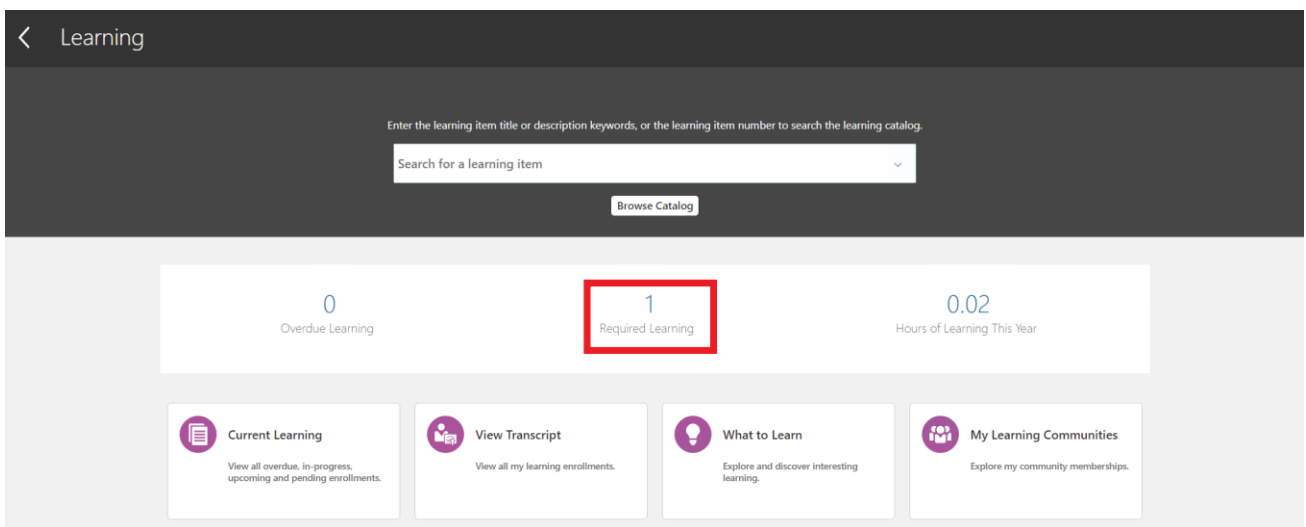 Learning
Enter the learning item title or description keywords, or the learning item number to search the learning catalog.
Search for a learning item
Browse Catalog
0
Overdue Learning
1
Required Learning
0.02
Hours of Learning This Year
Current Learning
View all overdue, in-progress,
upcoming and pending enrollments.
View Transcript
View all my learning enrollments.
What to Learn
Explore and discover interesting
learning.
My Learning Communities
Explore my community memberships.